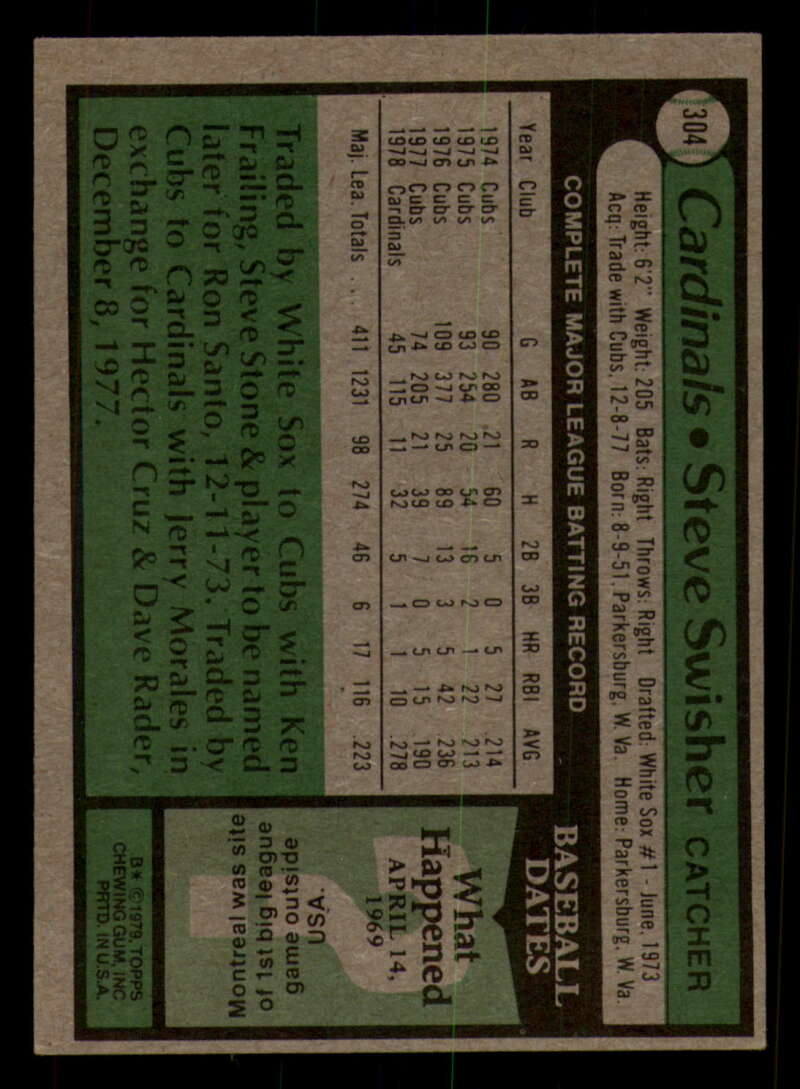 304
Cardinals • Steve Swisher CATCHER
Height: 6'2" Weight: 205 Bats: Right Throws: Right Drafted: White Sox #1 - June, 1973
Acq: Trade with Cubs, 12-8-77 Born: 8-9-51, Parkersburg, W. Va. Home: Parkersburg, W. Va.
COMPLETE MAJOR LEAGUE BATTING RECORD
Year Club G AB R H 2B 3B HR RBI AVG
1974 Cubs 90 280 21 60 5 0 5 27 .214
1975 Cubs 93 254 20 54 16 2 1 22 .213
1976 Cubs 109 377 25 89 13 3 5 42 .236
1977 Cubs 74 205 21 39 7 0 5 15 .190
1978 Cardinals 45 115 11 32 5 1 1 10 .278
Maj. Lea. Totals ... 411 1231 98 274 46 6 17 116 .223
Traded by White Sox to Cubs with Ken
Frailing, Steve Stone & player to be named
later for Ron Santo, 12-11-73. Traded by
Cubs to Cardinals with Jerry Morales in
exchange for Hector Cruz & Dave Rader,
December 8, 1977.
BASEBALL
DATES
What
Happened
APRIL 14,
1969
Montreal was site
of 1st big league
game outside
USA.
B* ©1979, TOPPS
CHEWING GUM, INC
PRTD. IN U.S.A.